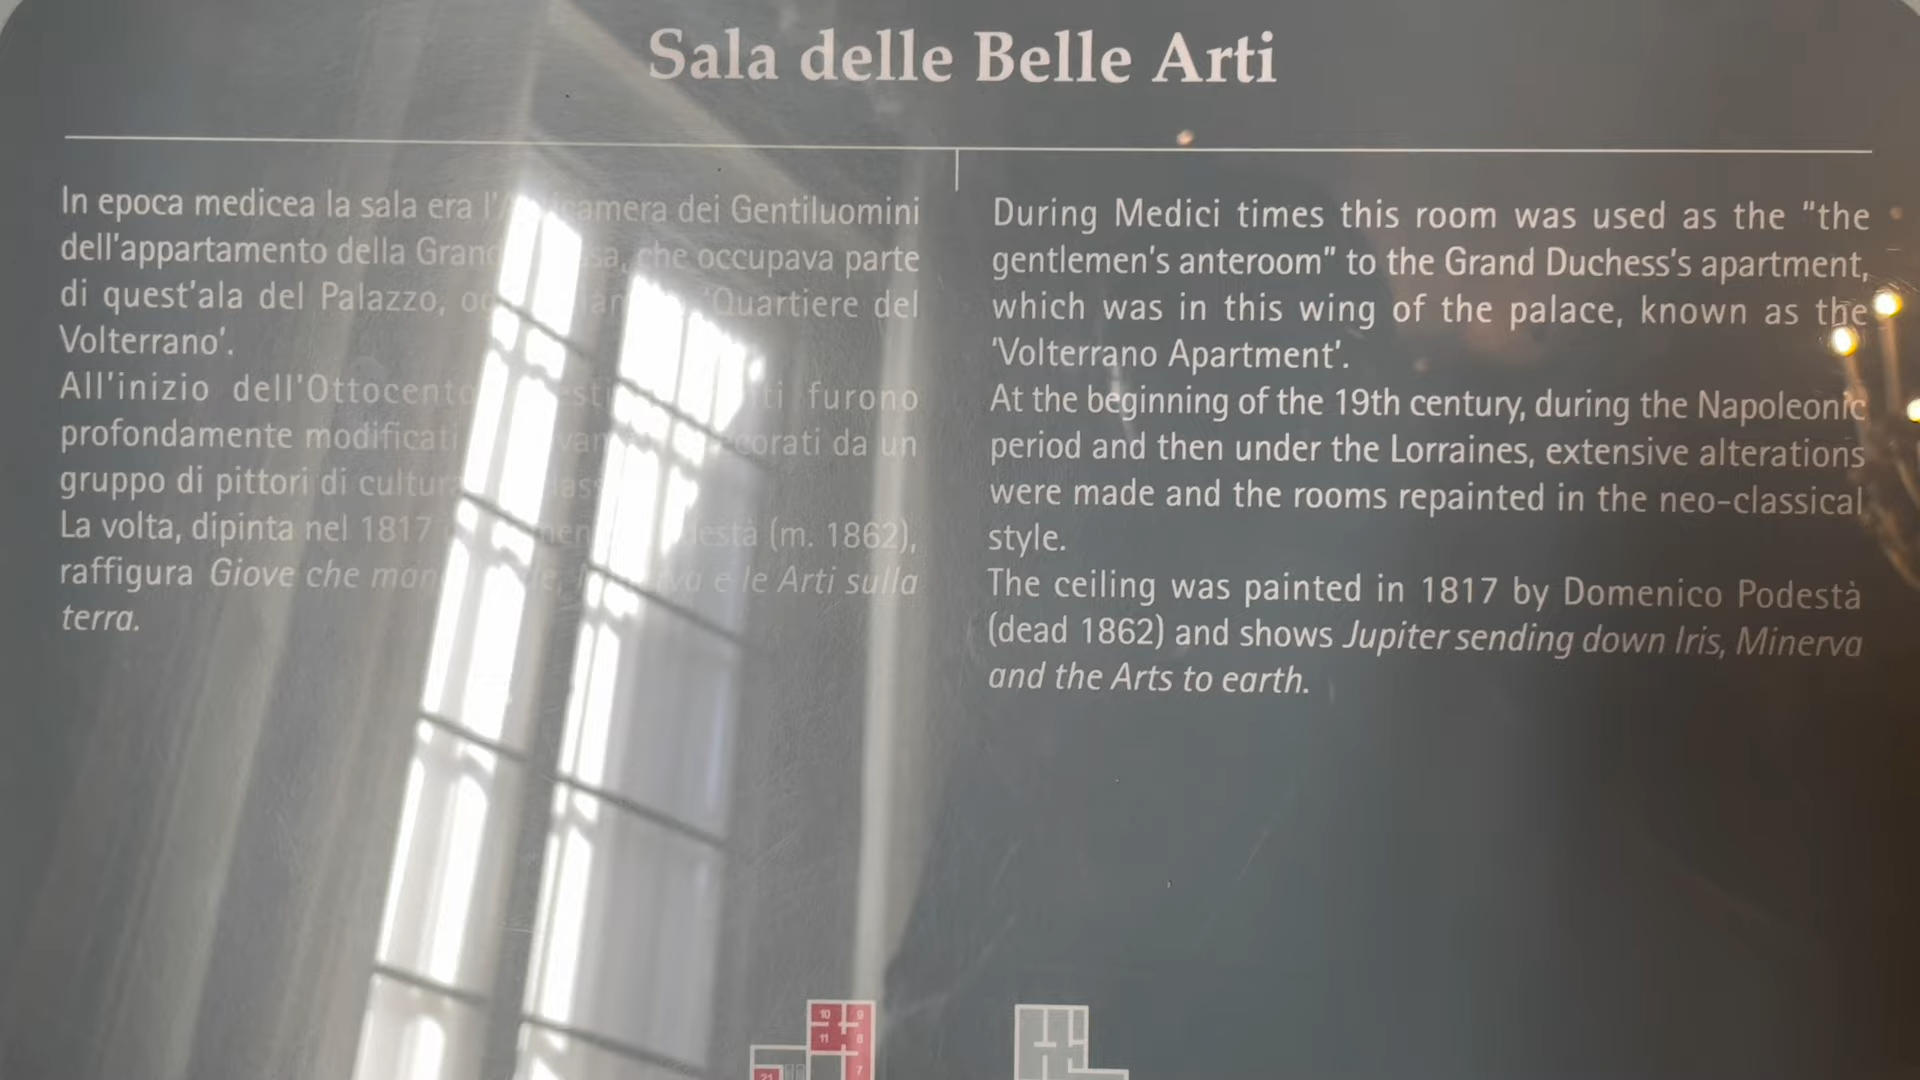 Sala delle Belle Arti
In epoca medicea la sala era dei Gentiluomini
dell'appartamento della che occupava parte
di quest'ala del Palazzo, 'Quartiere del
Volterrano'.
All'inizio dell'Ottocento furono
profondamente modificati da un
gruppo di pittori di
La volta, dipinta nel 1817 (m. 1862),
raffigura Giove che e le Arti sulla
terra.
During Medici times this room was used as the "the
gentlemen's anteroom" to the Grand Duchess's apartment,
which was in this wing of the palace, known as the
'Volterrano Apartment'.
At the beginning of the 19th century, during the Napoleonic
period and then under the Lorraines, extensive alterations
were made and the rooms repainted in the neo-classical
style.
The ceiling was painted in 1817 by Domenico Podestà
(dead 1862) and shows Jupiter sending down Iris, Minerva
and the Arts to earth.
10 9
11 8
7